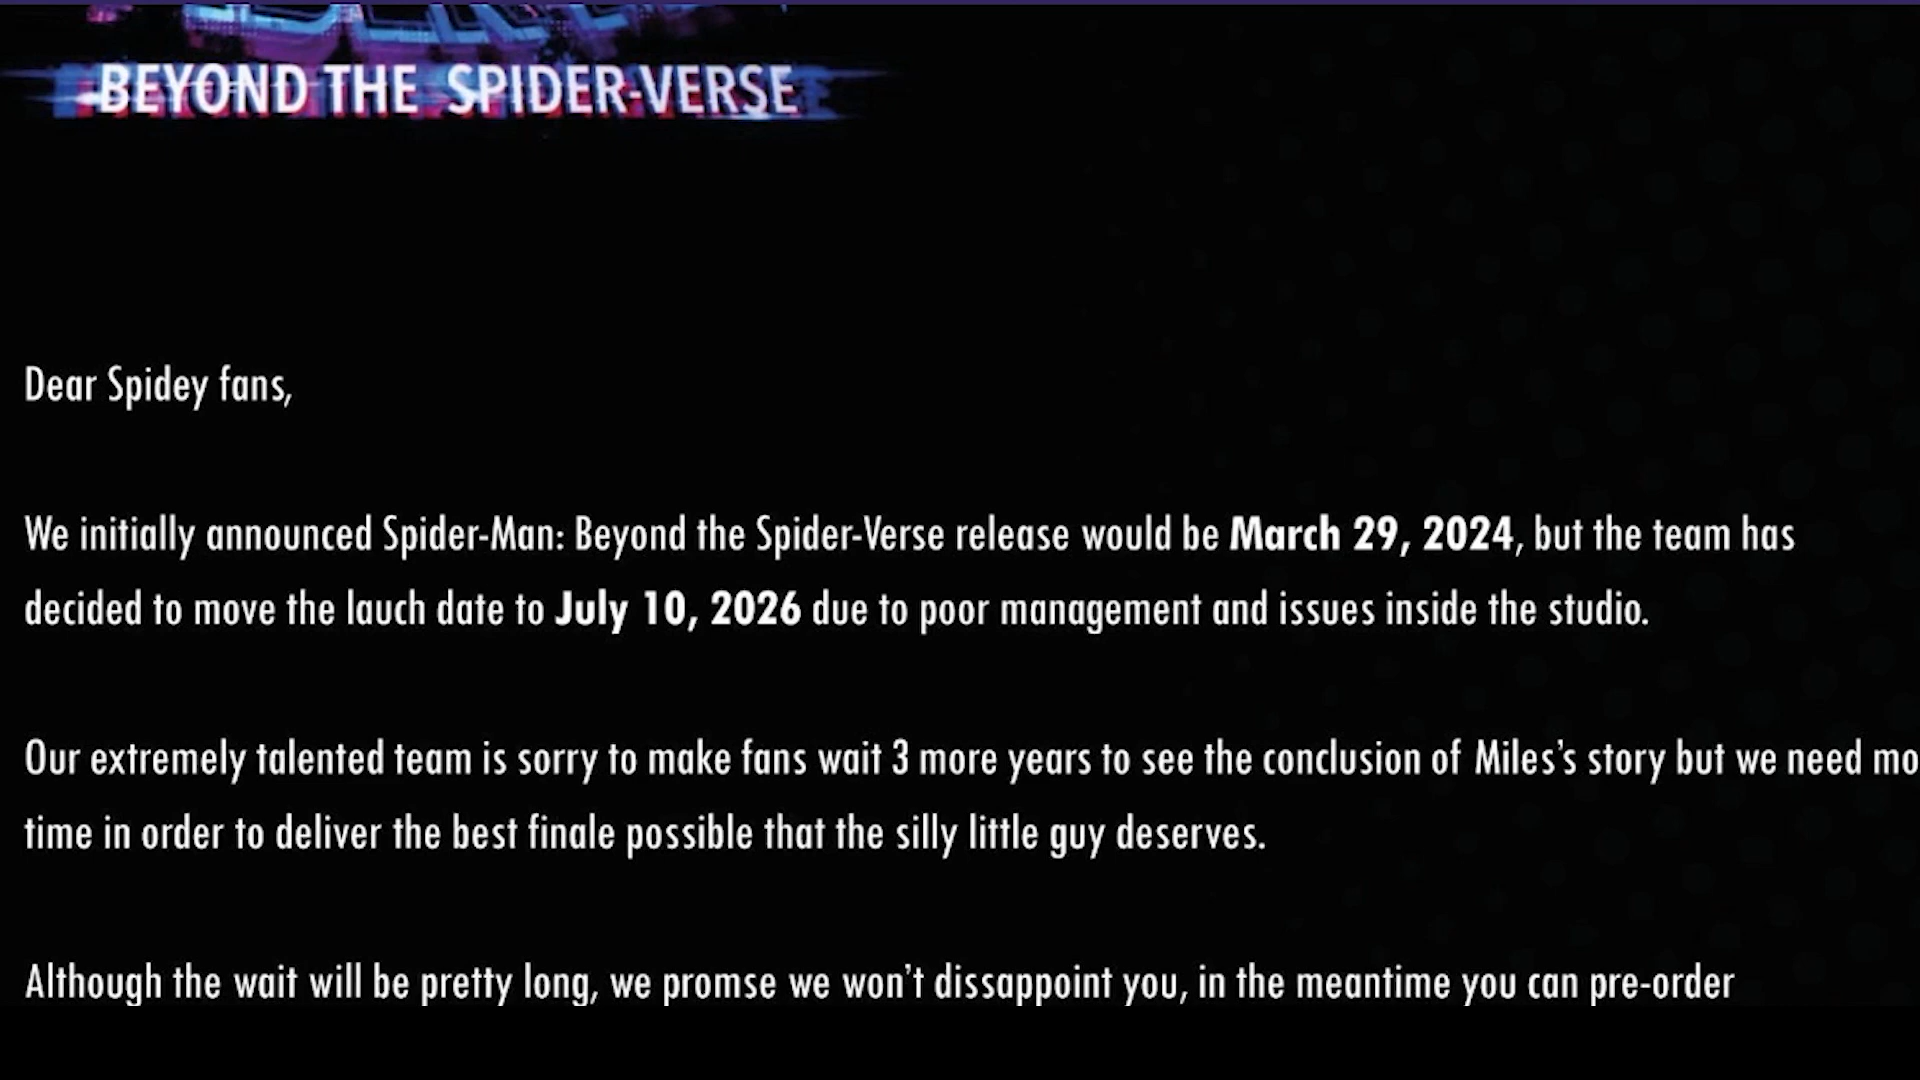 BEYOND THE SPIDER-VERSE
Dear Spidey fans,
We initially announced Spider-Man: Beyond the Spider-Verse release would be March 29, 2024, but the team has
decided to move the lauch date to July 10, 2026 due to poor management and issues inside the studio.
Our extremely talented team is sorry to make fans wait 3 more years to see the conclusion of Miles's story but we need mo
time in order to deliver the best finale possible that the silly little guy deserves.
Although the wait will be pretty long, we promse we won't dissappoint you, in the meantime you can pre-order